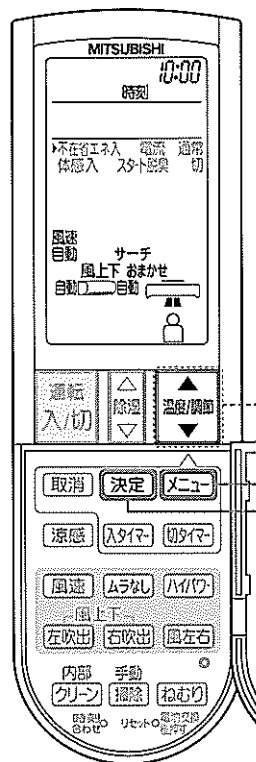 MITSUBISHI
10:00
時刻
不在省エネ入 電流 通常
体感入 スタート脱臭 切
風速
自動 サーチ
風上下 おまかせ
自動 自動
運転
入/切
除湿
温度/調節
取消 決定 メニュー
涼感 入タイマー 切タイマー
風速 ムラなし ハイパワー
風上下
左吹出 右吹出 風左右
内部 手動
クリーン 掃除 ねむり
時刻 電池交換
合わせ リセット